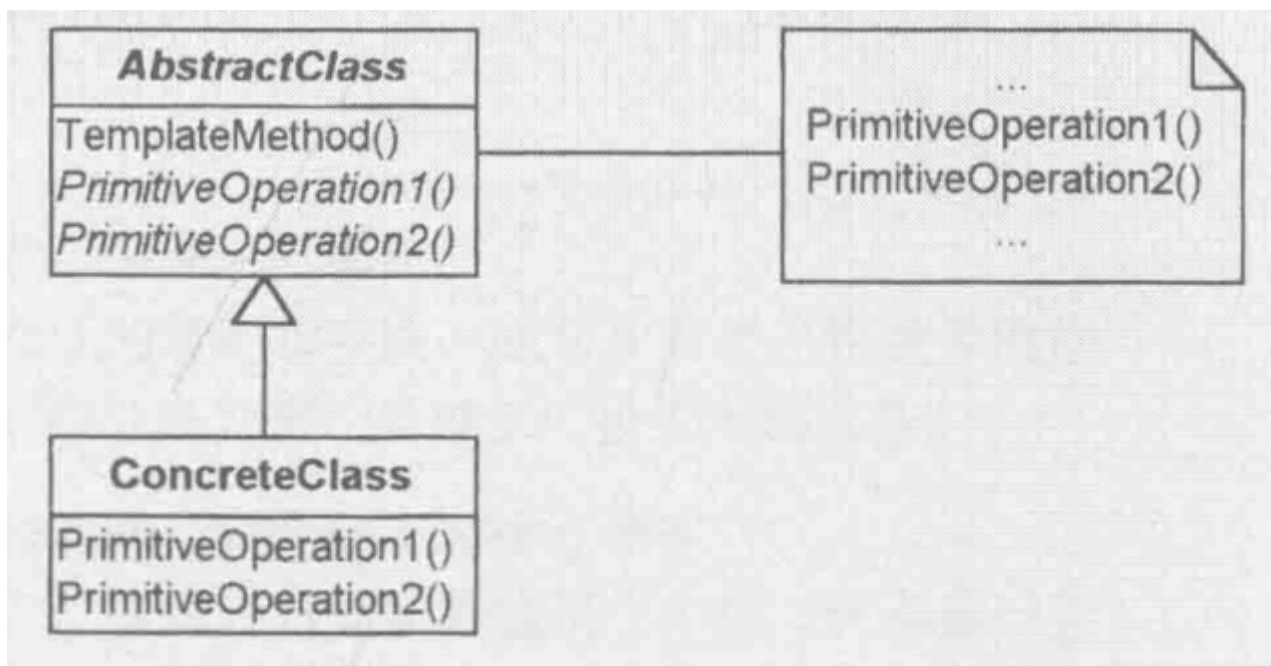 AbstractClass
TemplateMethod()
PrimitiveOperation1()
PrimitiveOperation2()
...
PrimitiveOperation1()
PrimitiveOperation2()
...
ConcreteClass
PrimitiveOperation1()
PrimitiveOperation2()